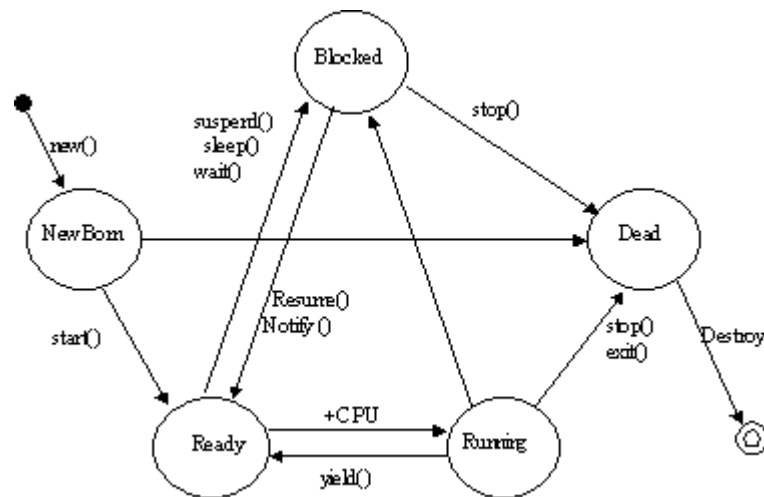 Blocked
suspend()
sleep()
wait()
stop()
new()
NewBorn
Dead
Resume()
Notify()
start()
stop()
exit()
Destroy
+CPU
Ready
Running
yield()